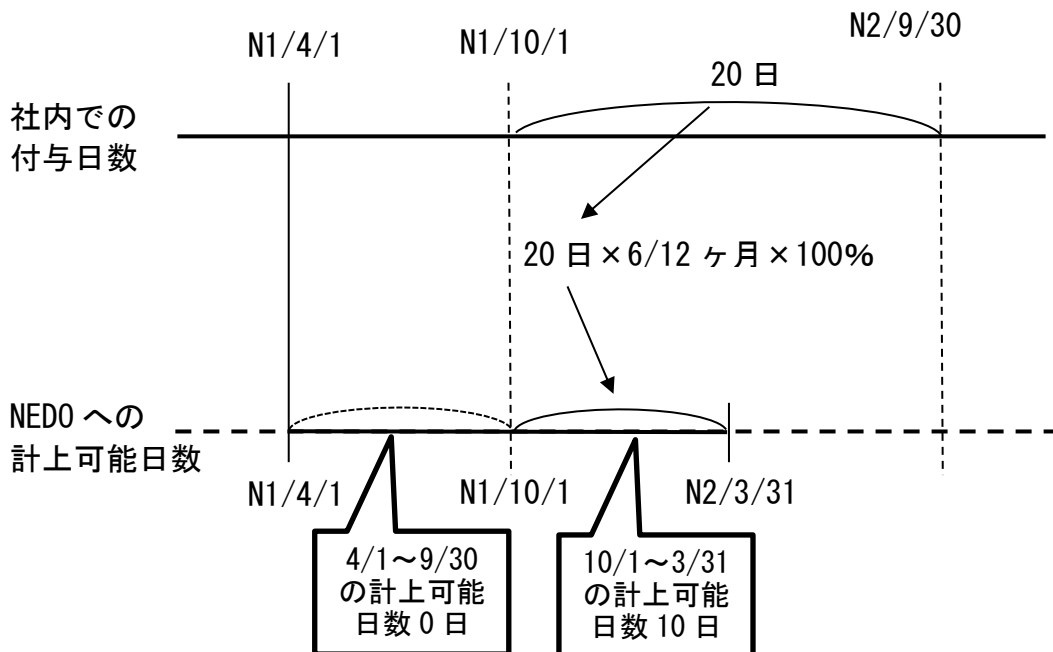 N1/4/1
N1/10/1
N2/9/30
20 日
社内での
付与日数
20 日×6/12 ヶ月×100%
NEDO への
計上可能日数
N1/4/1
N1/10/1
N2/3/31
4/1～9/30
の計上可能
日数 0 日
10/1～3/31
の計上可能
日数 10 日